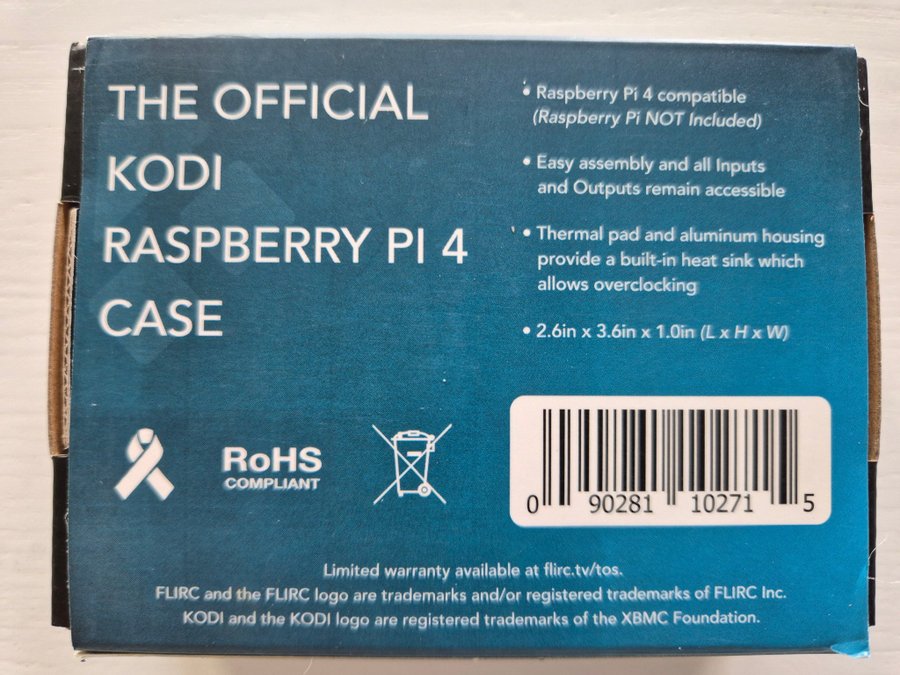 THE OFFICIAL
KODI
RASPBERRY PI 4
CASE
• Raspberry Pi 4 compatible
(Raspberry Pi NOT Included)
• Easy assembly and all Inputs
and Outputs remain accessible
• Thermal pad and aluminum housing
provide a built-in heat sink which
allows overclocking
• 2.6in x 3.6in x 1.0in (L x H x W)
RoHS
COMPLIANT
0 90281 10271 5
Limited warranty available at flirc.tv/tos.
FLIRC and the FLIRC logo are trademarks and/or registered trademarks of FLIRC Inc.
KODI and the KODI logo are registered trademarks of the XBMC Foundation.